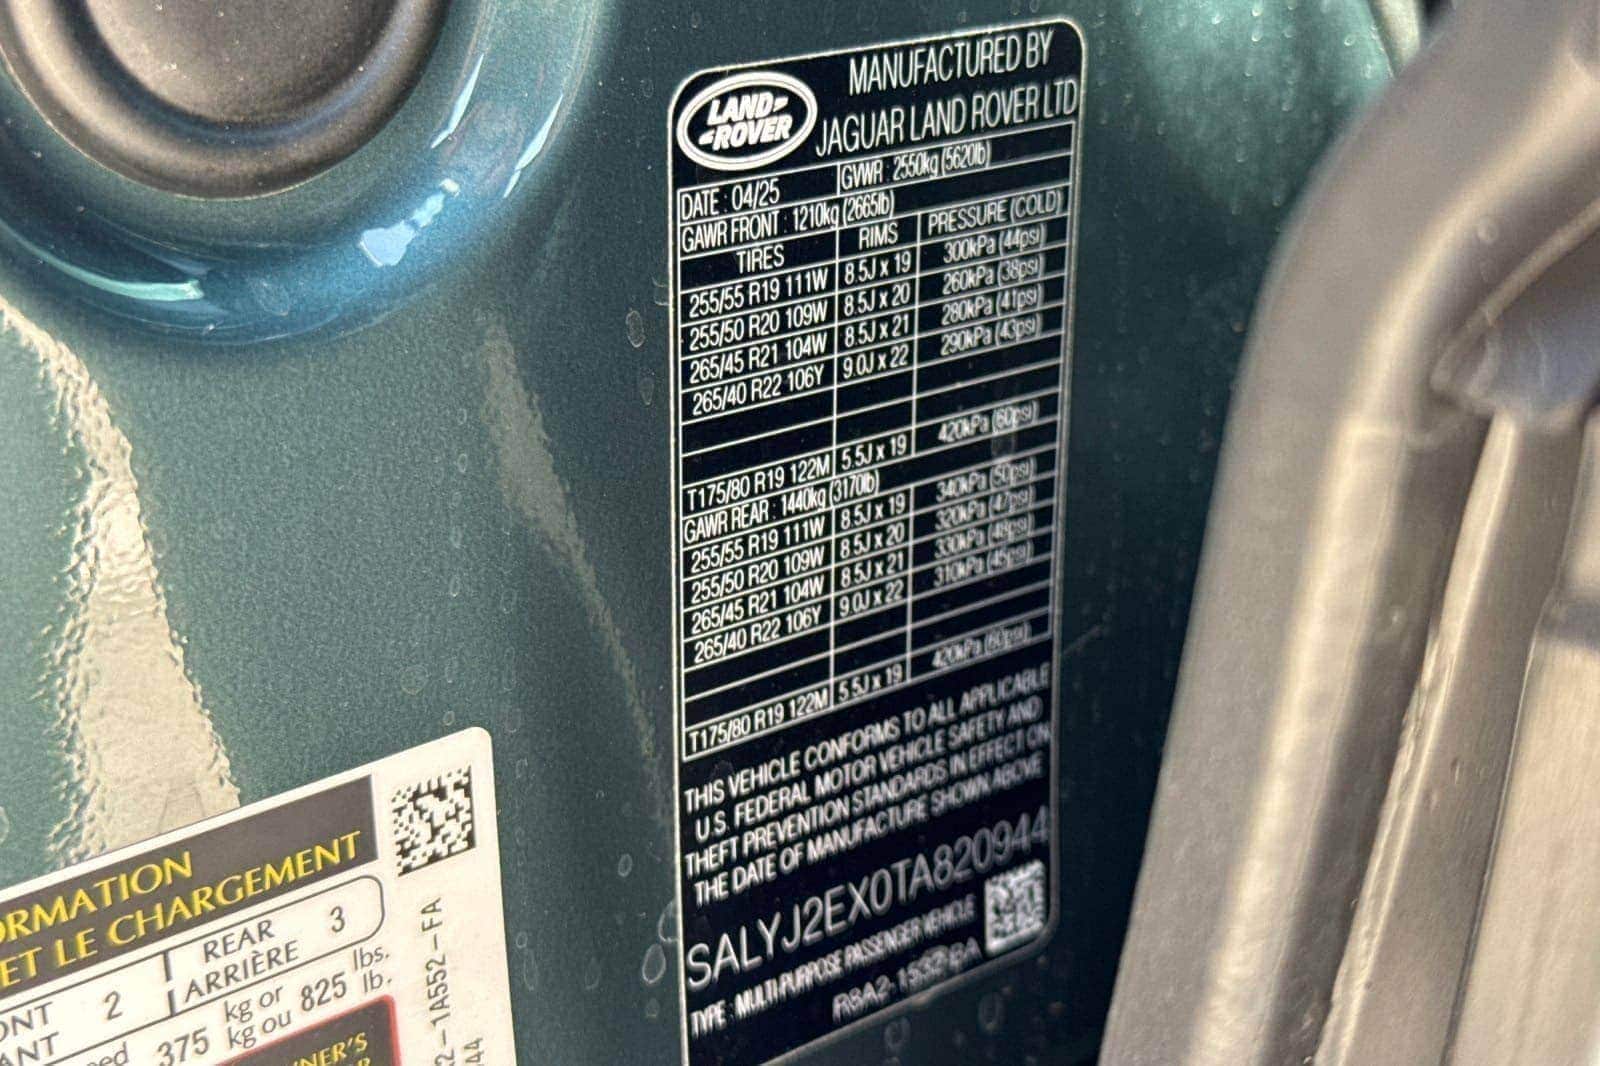 LAND
ROVER
MANUFACTURED BY
JAGUAR LAND ROVER LTD
DATE : 04/25 GVWR : 2550kg (5620lb)
GAWR FRONT : 1210kg (2665lb)
TIRES RIMS PRESSURE (COLD)
255/55 R19 111W 8.5J x 19 300kPa (44psi)
255/50 R20 109W 8.5J x 20 260kPa (38psi)
265/45 R21 104W 8.5J x 21 280kPa (41psi)
265/40 R22 106Y 9.0J x 22 290kPa (43psi)
T175/80 R19 122M 5.5J x 19 420kPa (60psi)
GAWR REAR : 1440kg (3170lb)
255/55 R19 111W 8.5J x 19 340kPa (50psi)
255/50 R20 109W 8.5J x 20 320kPa (47psi)
265/45 R21 104W 8.5J x 21 330kPa (48psi)
265/40 R22 106Y 9.0J x 22 310kPa (45psi)
T175/80 R19 122M 5.5J x 19 420kPa (60psi)
THIS VEHICLE CONFORMS TO ALL APPLICABLE
U.S. FEDERAL MOTOR VEHICLE SAFETY AND
THEFT PREVENTION STANDARDS IN EFFECT ON
THE DATE OF MANUFACTURE SHOWN ABOVE
SALYJ2EX0TA820944
TYPE : MULTI-PURPOSE PASSENGER VEHICLE
ORMATION
ET LE CHARGEMENT
ONT 2 REAR 3
ANT ARRIÈRE
375 kg or 825 lbs.
kg ou lb.
NER'S
2-1A552-FA
44